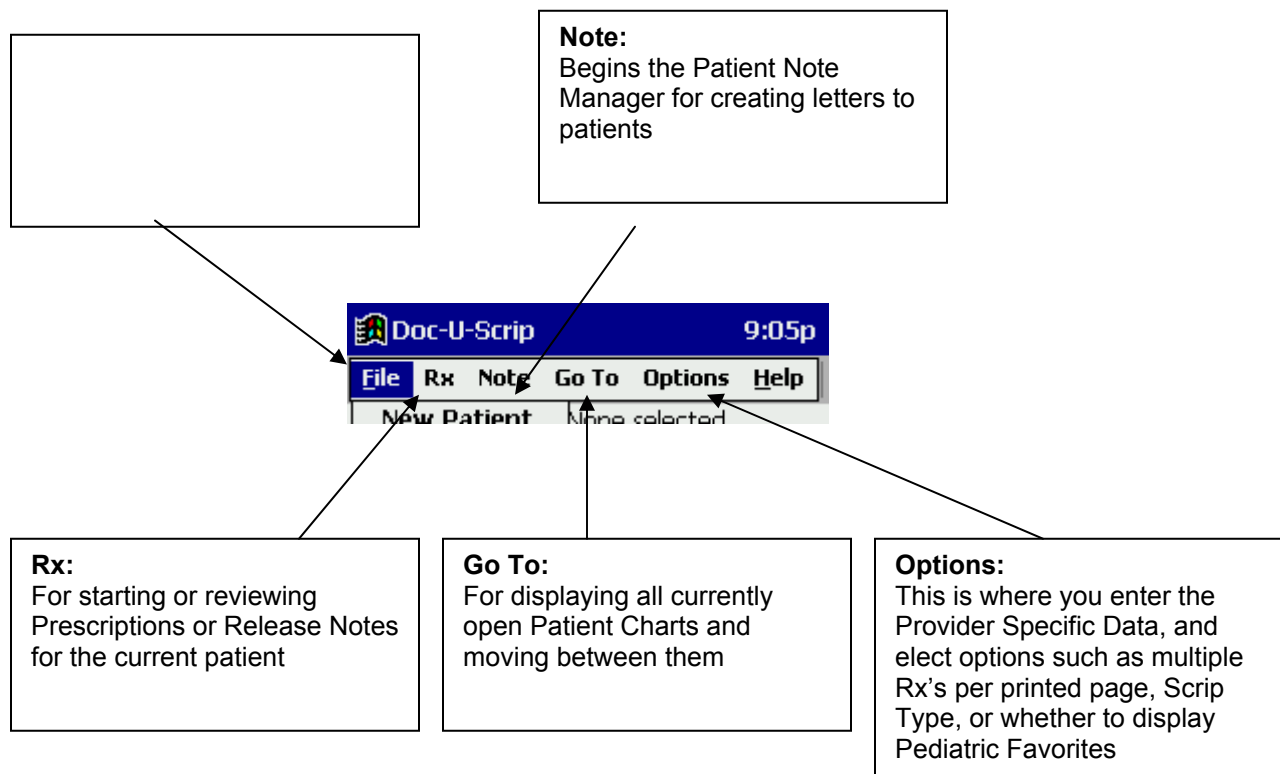 Note:
Begins the Patient Note
Manager for creating letters to
patients
Doc-U-Scrip 9:05p
File Rx Note Go To Options Help
New Patient None selected
Rx:
For starting or reviewing
Prescriptions or Release Notes
for the current patient
Go To:
For displaying all currently
open Patient Charts and
moving between them
Options:
This is where you enter the
Provider Specific Data, and
elect options such as multiple
Rx's per printed page, Scrip
Type, or whether to display
Pediatric Favorites